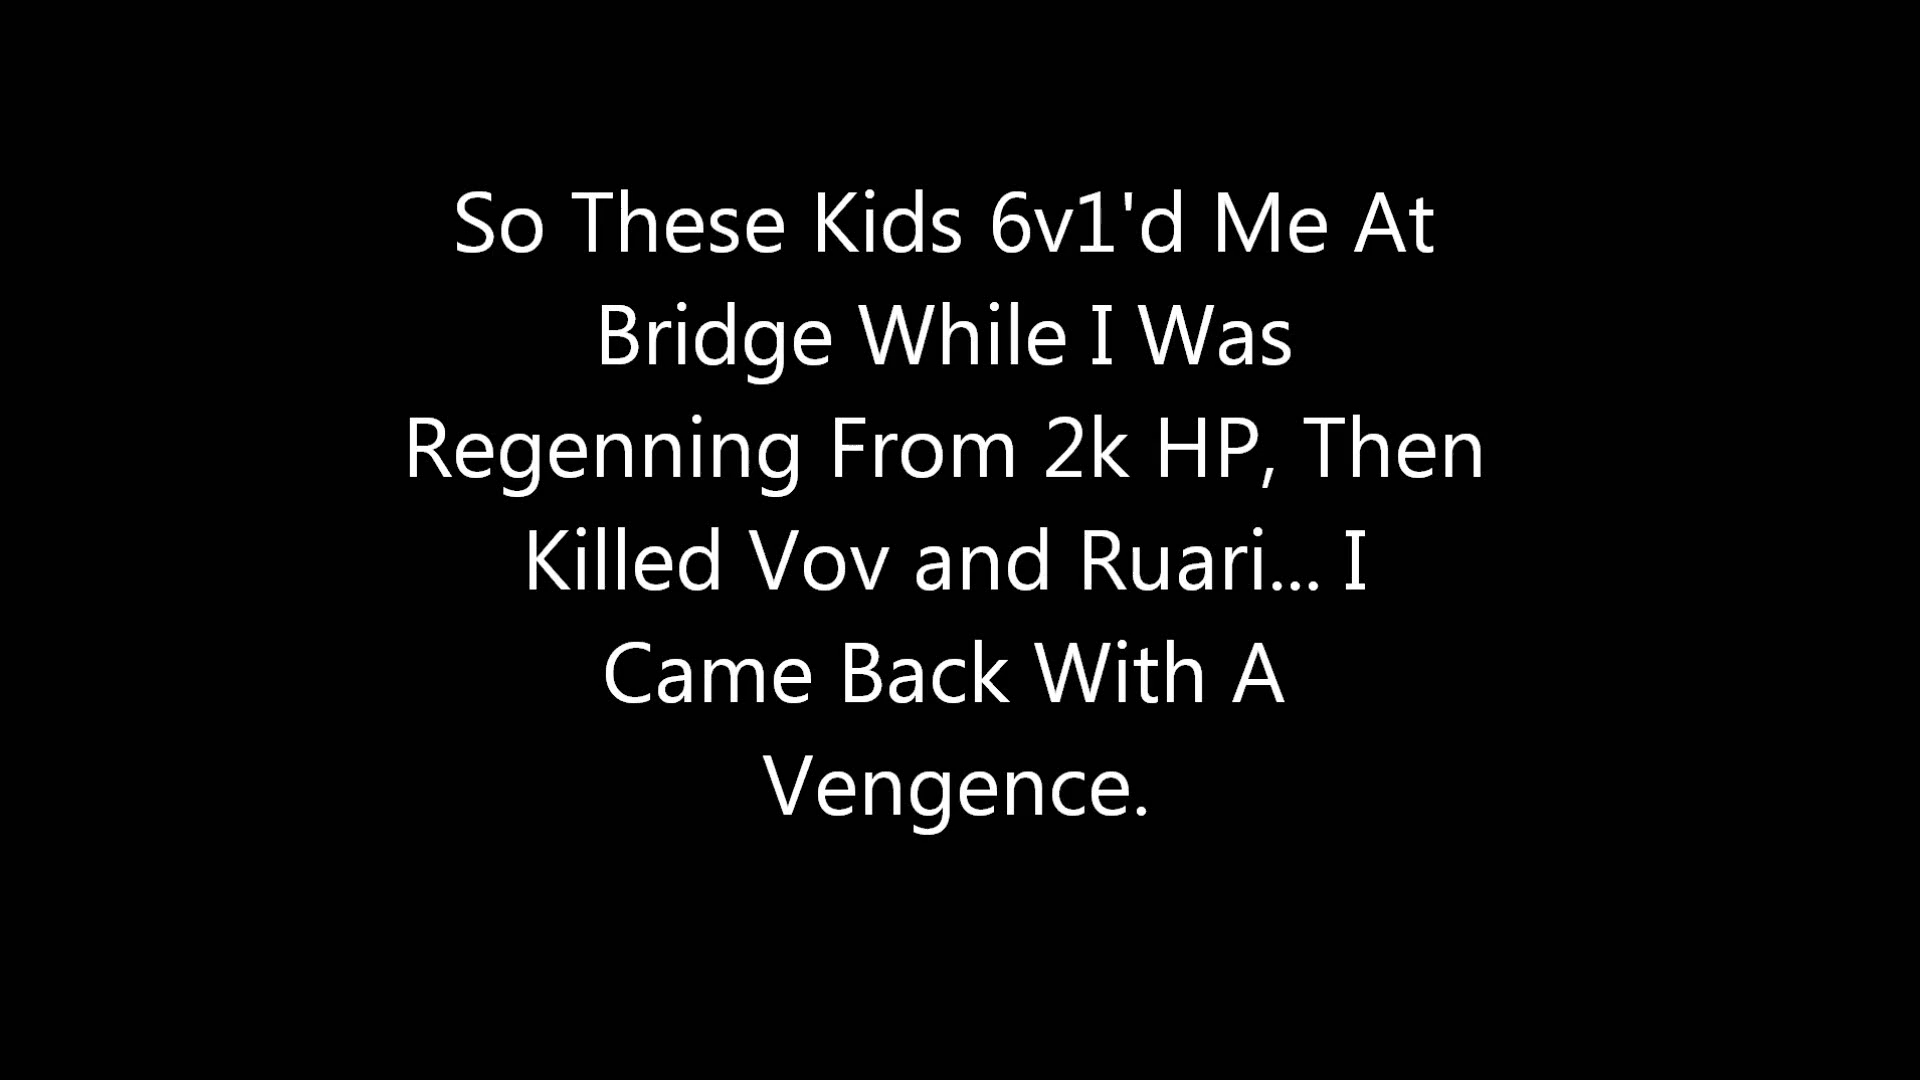 So These Kids 6v1'd Me At
Bridge While I Was
Regenning From 2k HP, Then
Killed Vov and Ruari... I
Came Back With A
Vengence.